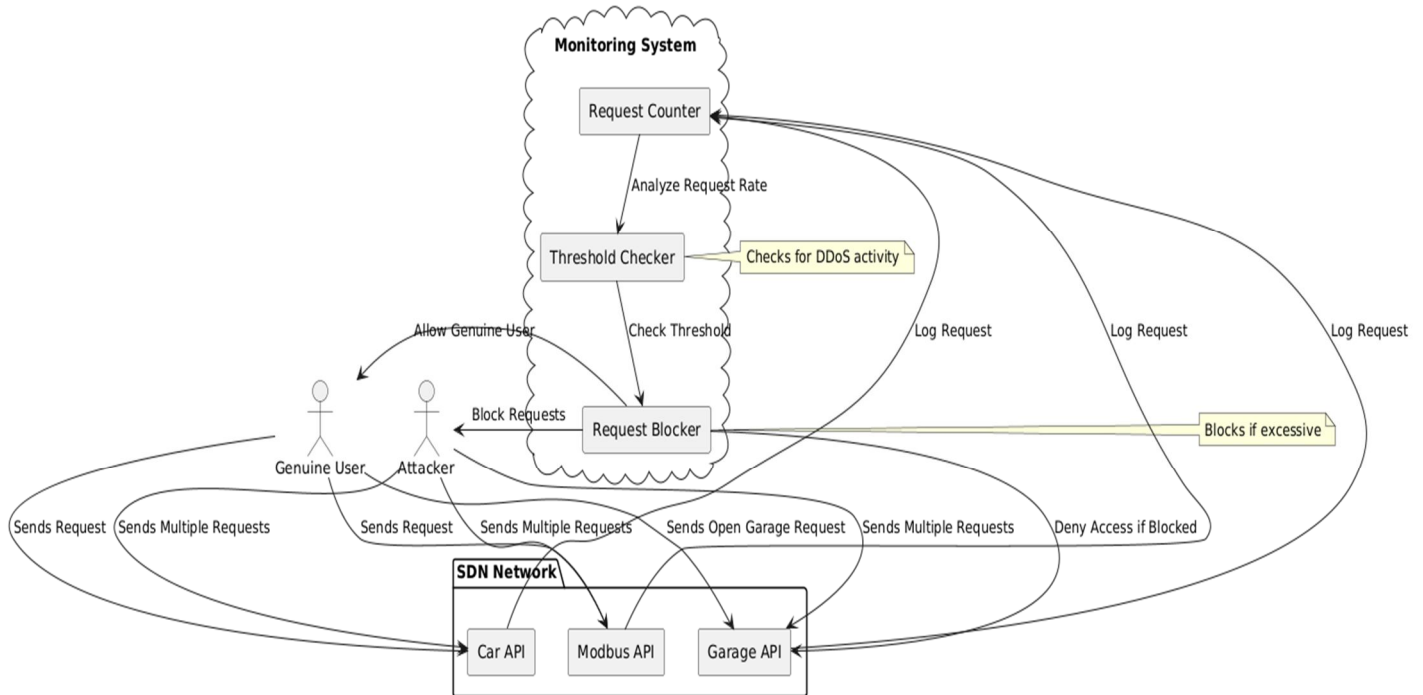 Monitoring System
Request Counter
Analyze Request Rate
Threshold Checker
Checks for DDoS activity
Allow Genuine User
Check Threshold
Log Request
Log Request
Log Request
Block Requests
Request Blocker
Blocks if excessive
Genuine User
Attacker
Sends Request
Sends Multiple Requests
Sends Request
Sends Multiple Requests
Sends Open Garage Request
Sends Multiple Requests
Deny Access if Blocked
SDN Network
Car API
Modbus API
Garage API